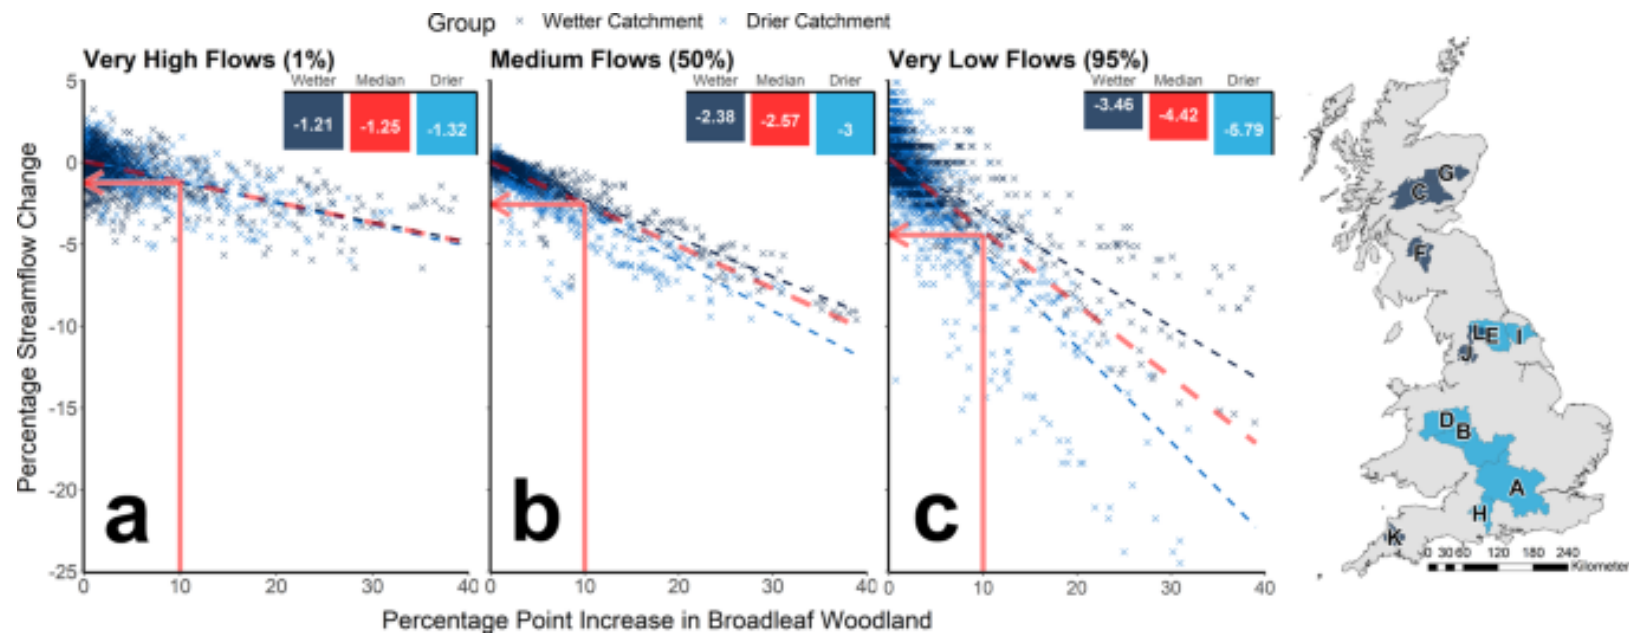 Group × Wetter Catchment × Drier Catchment
Very High Flows (1%)
Wetter Median Drier
-1.21 -1.25 -1.32
Medium Flows (50%)
Wetter Median Drier
-2.38 -2.57 -3
Very Low Flows (95%)
Wetter Median Drier
-3.46 -4.42 -5.79
Percentage Streamflow Change
5
0
-5
-10
-15
-20
-25
a
b
c
0 10 20 30 40
0 10 20 30 40
0 10 20 30 40
Percentage Point Increase in Broadleaf Woodland
G
C
F
L E I
J
D
B
A
H
K
0 30 60 120 180 240
Kilometer